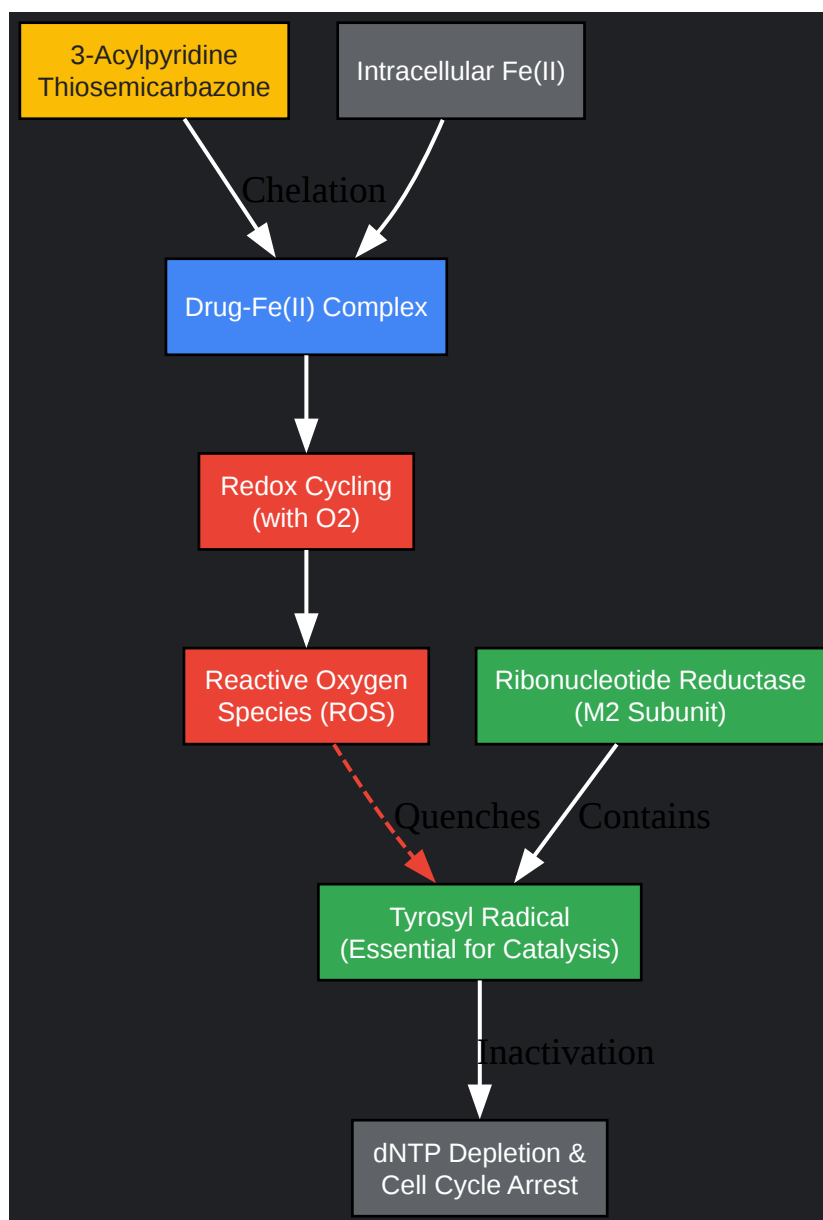 3-Acylpyridine
Thiosemicarbazone
Intracellular Fe(II)
Chelation
Drug-Fe(II) Complex
Redox Cycling
(with O2)
Reactive Oxygen
Species (ROS)
Ribonucleotide Reductase
(M2 Subunit)
Quenches
Contains
Tyrosyl Radical
(Essential for Catalysis)
Inactivation
dNTP Depletion &
Cell Cycle Arrest